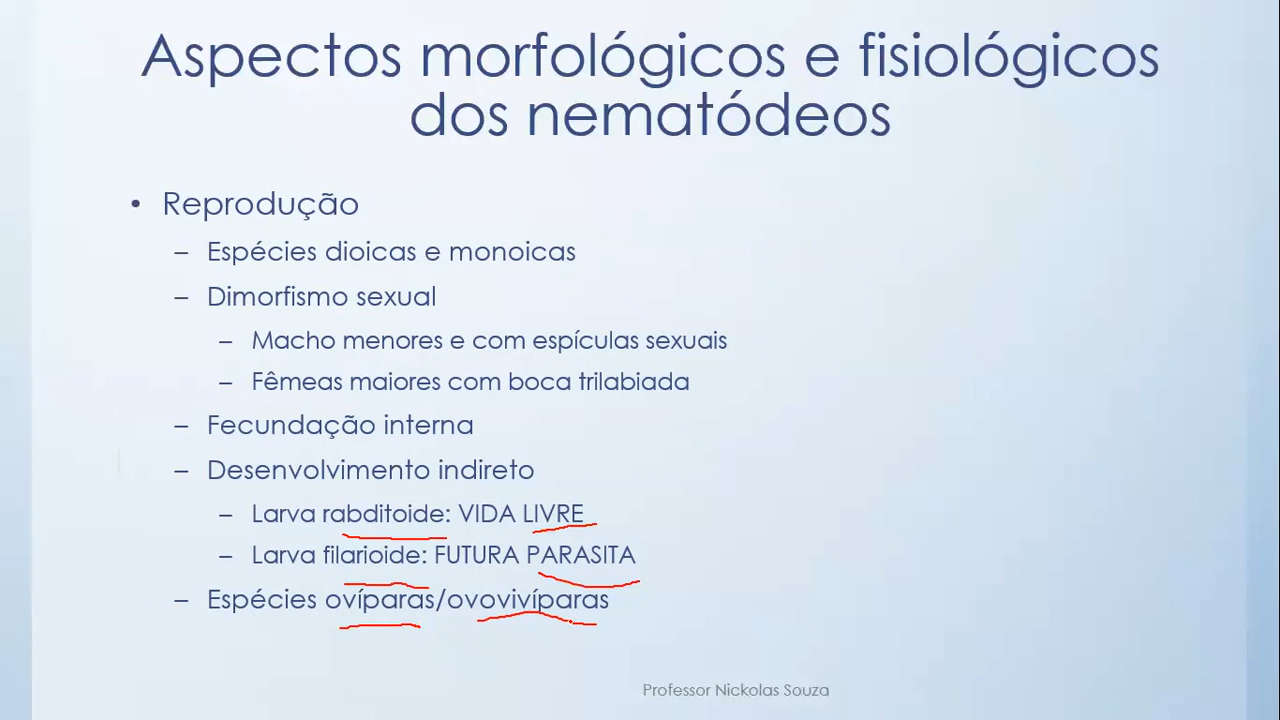 Aspectos morfológicos e fisiológicos
dos nematódeos
• Reprodução
– Espécies dioicas e monoicas
– Dimorfismo sexual
– Macho menores e com espículas sexuais
– Fêmeas maiores com boca trilabiada
– Fecundação interna
– Desenvolvimento indireto
– Larva rabditoide: VIDA LIVRE
– Larva filarioide: FUTURA PARASITA
– Espécies ovíparas/ovovivíparas
Professor Nickolas Souza